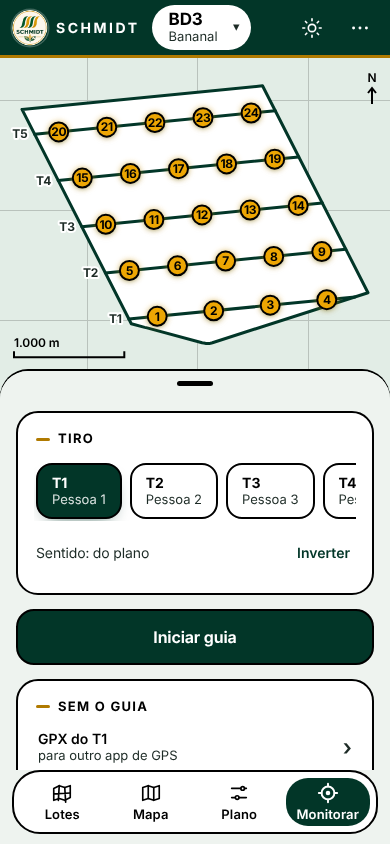 SCHMIDT
SCHMIDT
BD3
Bananal
▾
N
T5
20
21
22
23
24
T4
15
16
17
18
19
T3
10
11
12
13
14
T2
5
6
7
8
9
T1
1
2
3
4
1.000 m
TIRO
T1
Pessoa 1
T2
Pessoa 2
T3
Pessoa 3
T4
Pes
Sentido: do plano
Inverter
Iniciar guia
SEM O GUIA
GPX do T1
para outro app de GPS
Lotes
Mapa
Plano
Monitorar